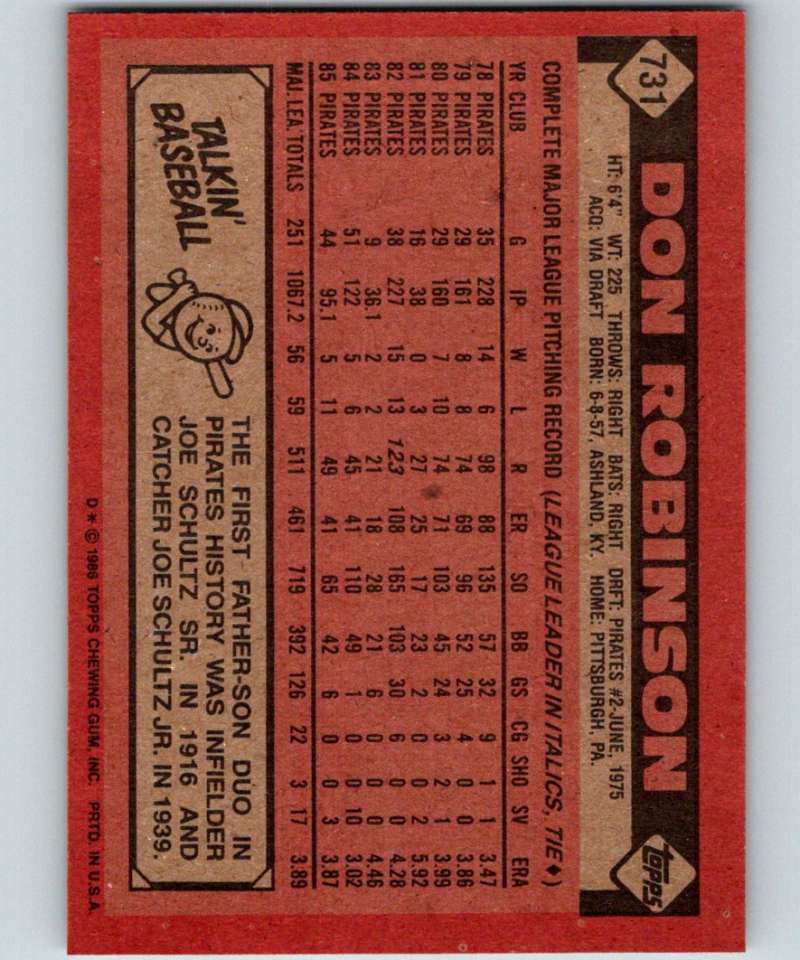 731
DON ROBINSON
TOPPS
HT: 6'4" WT: 225 THROWS: RIGHT BATS: RIGHT DRFT: PIRATES #2-JUNE, 1975
ACQ: VIA DRAFT BORN: 6-8-57, ASHLAND, KY. HOME: PITTSBURGH, PA.
COMPLETE MAJOR LEAGUE PITCHING RECORD (LEAGUE LEADER IN ITALICS, TIE ♦)
YR CLUB G IP W L R ER SO BB GS CG SHO SV ERA
78 PIRATES 35 228 14 6 98 88 135 57 32 9 1 1 3.47
79 PIRATES 29 161 8 8 74 69 96 52 25 4 0 0 3.86
80 PIRATES 29 160 7 10 74 71 103 45 24 3 2 1 3.99
81 PIRATES 16 38 0 3 27 25 17 23 2 0 0 2 5.92
82 PIRATES 38 227 15 13 123 108 165 103 30 6 0 0 4.28
83 PIRATES 9 36.1 2 2 21 18 28 21 6 0 0 0 4.46
84 PIRATES 51 122 5 6 45 41 110 49 1 0 0 10 3.02
85 PIRATES 44 95.1 5 11 49 41 65 42 6 0 0 3 3.87
MAJ. LEA. TOTALS 251 1067.2 56 59 511 461 719 392 126 22 3 17 3.89
TALKIN'
BASEBALL
THE FIRST FATHER-SON DUO IN
PIRATES HISTORY WAS INFIELDER
JOE SCHULTZ SR. IN 1916 AND
CATCHER JOE SCHULTZ JR. IN 1939.
D* © 1986 TOPPS CHEWING GUM, INC. PRTD. IN U.S.A.